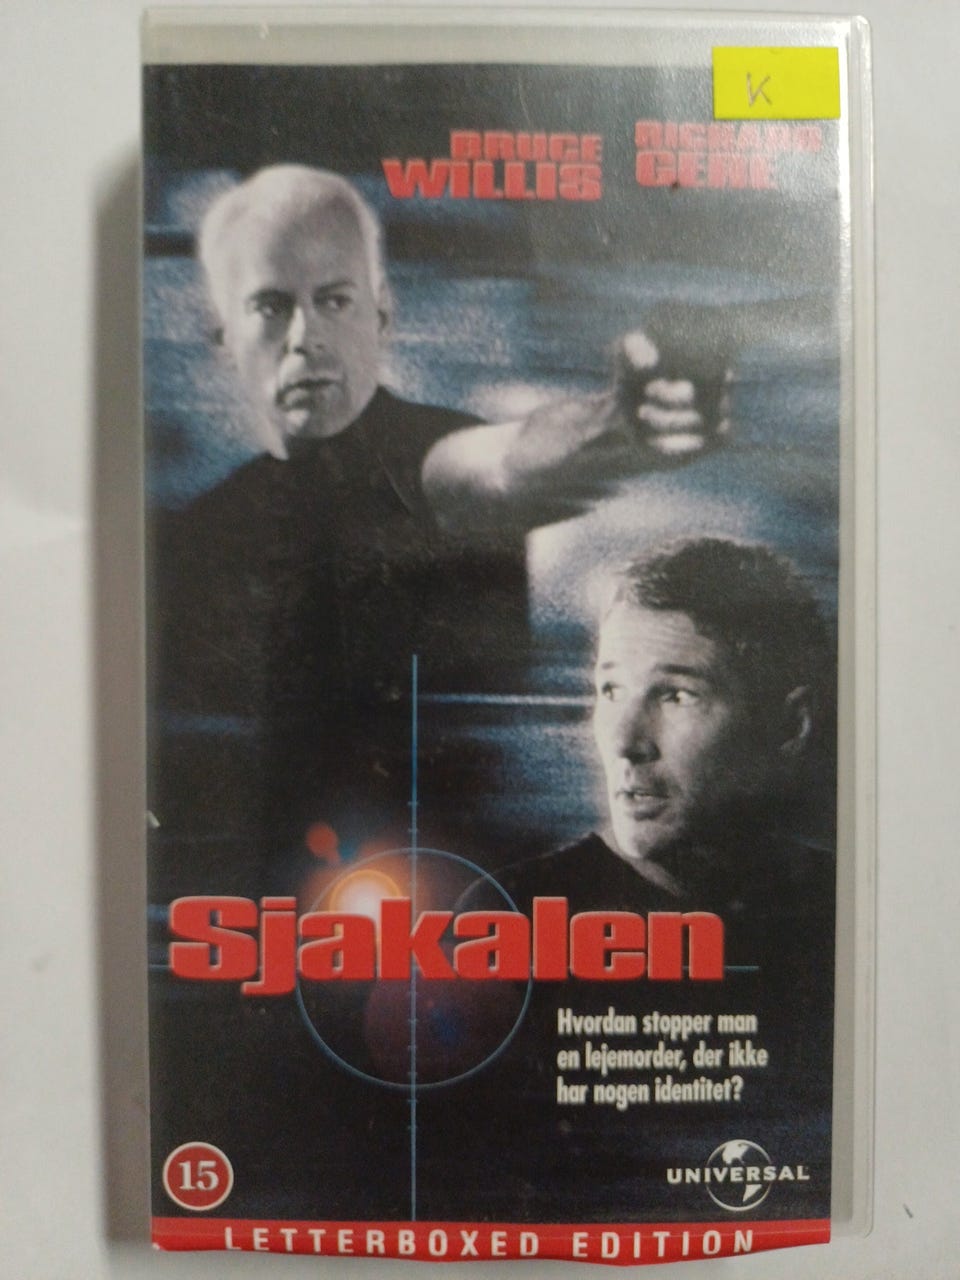 K
BRUCE
WILLIS
RICHARD
GERE
Sjakalen
Hvordan stopper man
en lejemorder, der ikke
har nogen identitet?
15
UNIVERSAL
LETTERBOXED EDITION